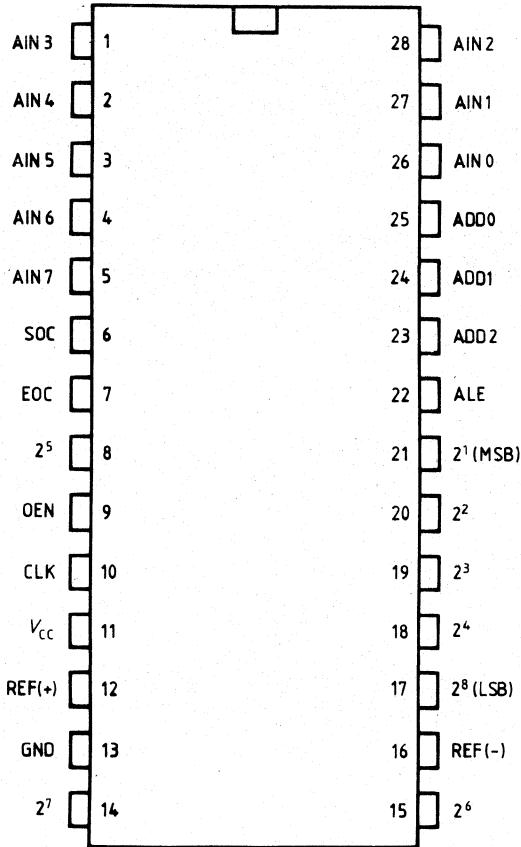 AIN 3 1 28 AIN 2
AIN 4 2 27 AIN 1
AIN 5 3 26 AIN 0
AIN 6 4 25 ADD0
AIN 7 5 24 ADD1
SOC 6 23 ADD2
EOC 7 22 ALE
2⁵ 8 21 2¹ (MSB)
OEN 9 20 2²
CLK 10 19 2³
V_CC 11 18 2⁴
REF(+) 12 17 2⁸ (LSB)
GND 13 16 REF(-)
2⁷ 14 15 2⁶